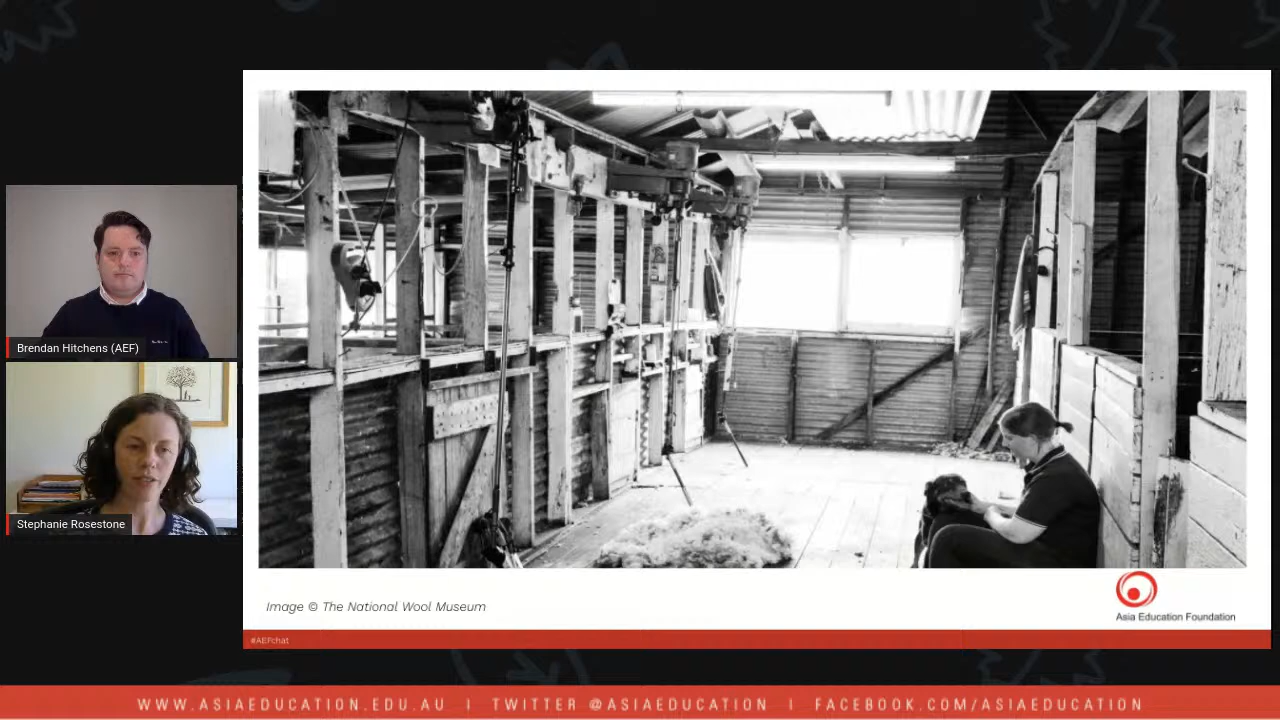 Brendan Hitchens (AEF)
Stephanie Rosestone
Image © The National Wool Museum
Asia Education Foundation
#AEFchat
WWW.ASIAEDUCATION.EDU.AU | TWITTER @ASIAEDUCATION | FACEBOOK.COM/ASIAEDUCATION